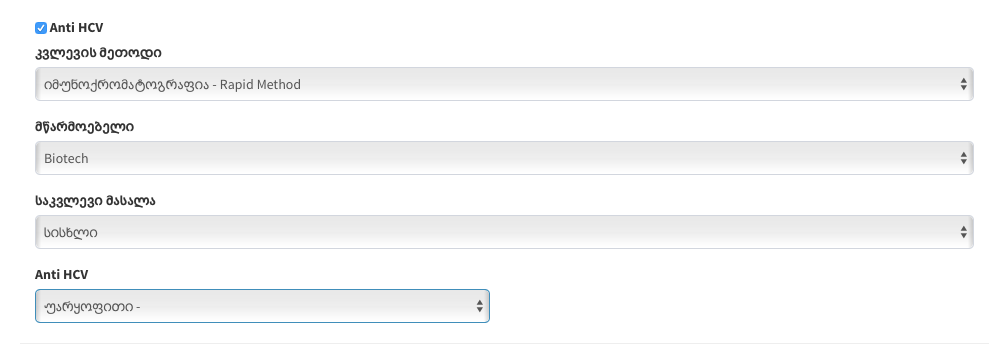 Anti HCV
კვლევის მეთოდი
იმუნოქრომატოგრაფია - Rapid Method
მწარმოებელი
Biotech
საკვლევი მასალა
სისხლი
Anti HCV
უარყოფითი -